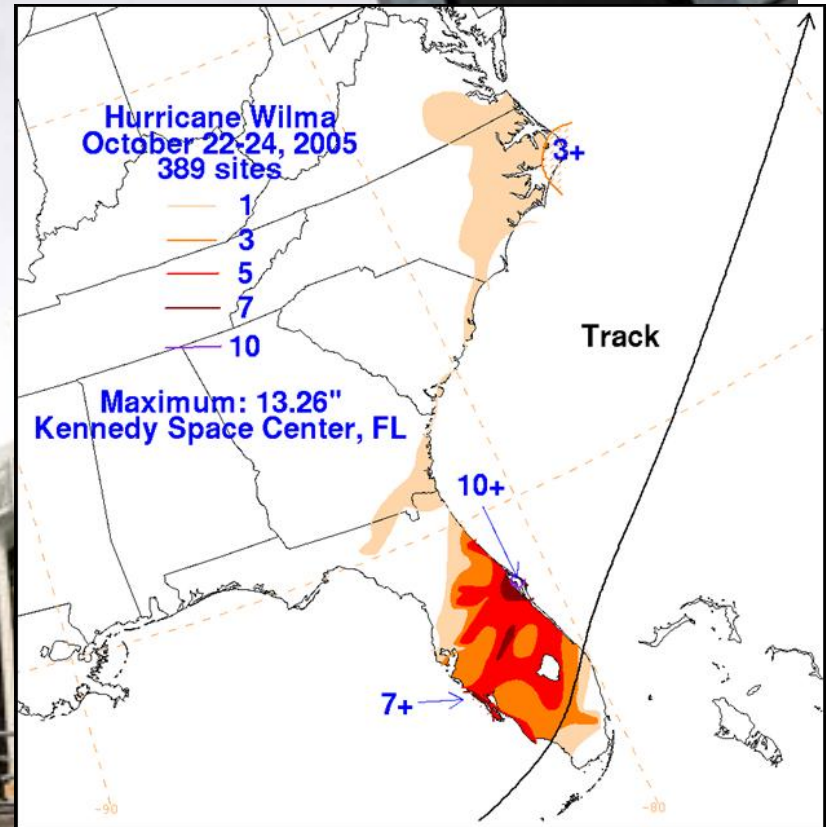 Hurricane Wilma
October 22-24, 2005
389 sites
1
3
5
7
10
Maximum: 13.26"
Kennedy Space Center, FL
3+
Track
10+
7+
-90
-80